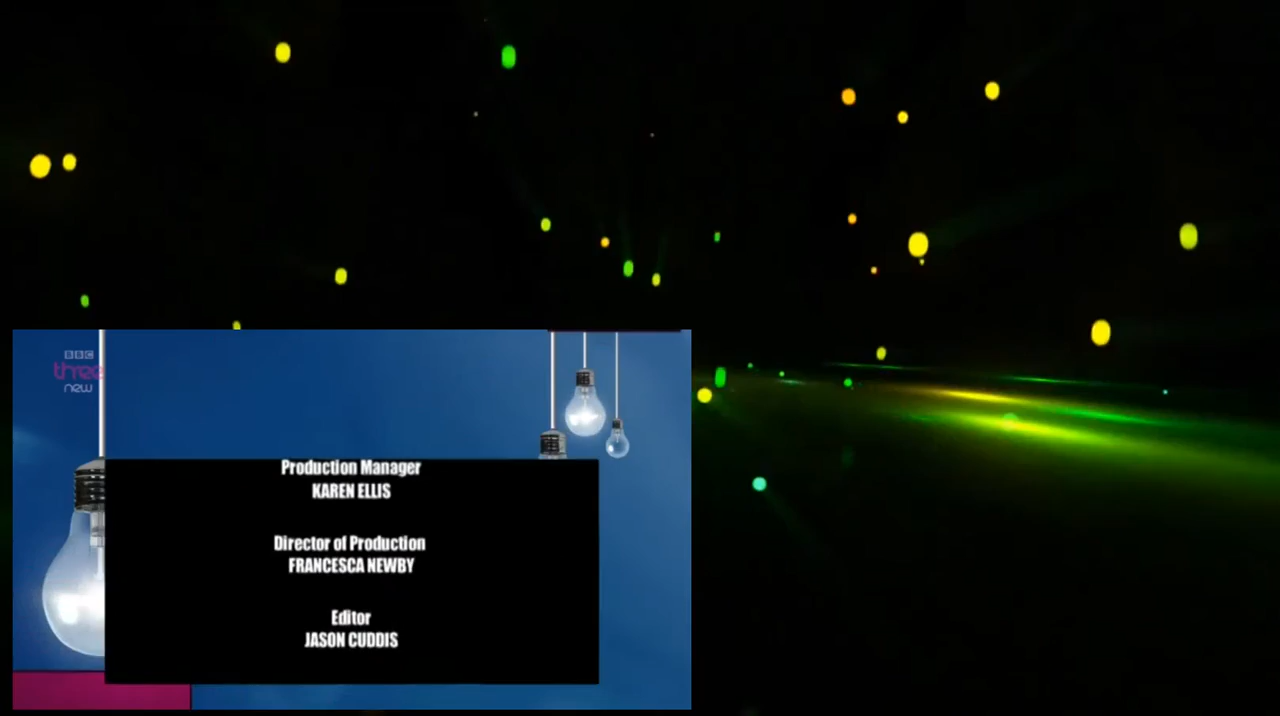 BBC
three
new
Production Manager
KAREN ELLIS
Director of Production
FRANCESCA NEWBY
Editor
JASON CUDDIS